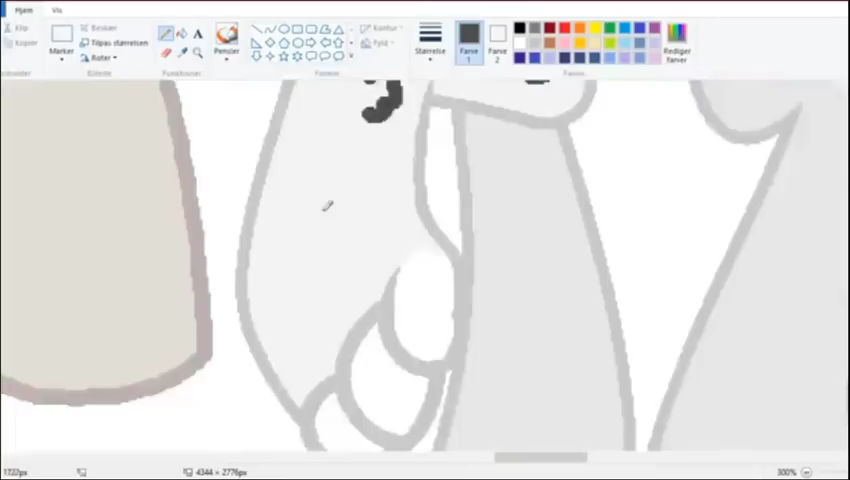 Hjem Vis
Klip
Kopier
Marker
Beskær
Tilpas størrelsen
Roter
Billede
A
Funktioner
Pensler
Former
Kontur
Fyld
Størrelse
Farve
1
Farve
2
Rediger
farver
Farver
4344 × 2776px
300%